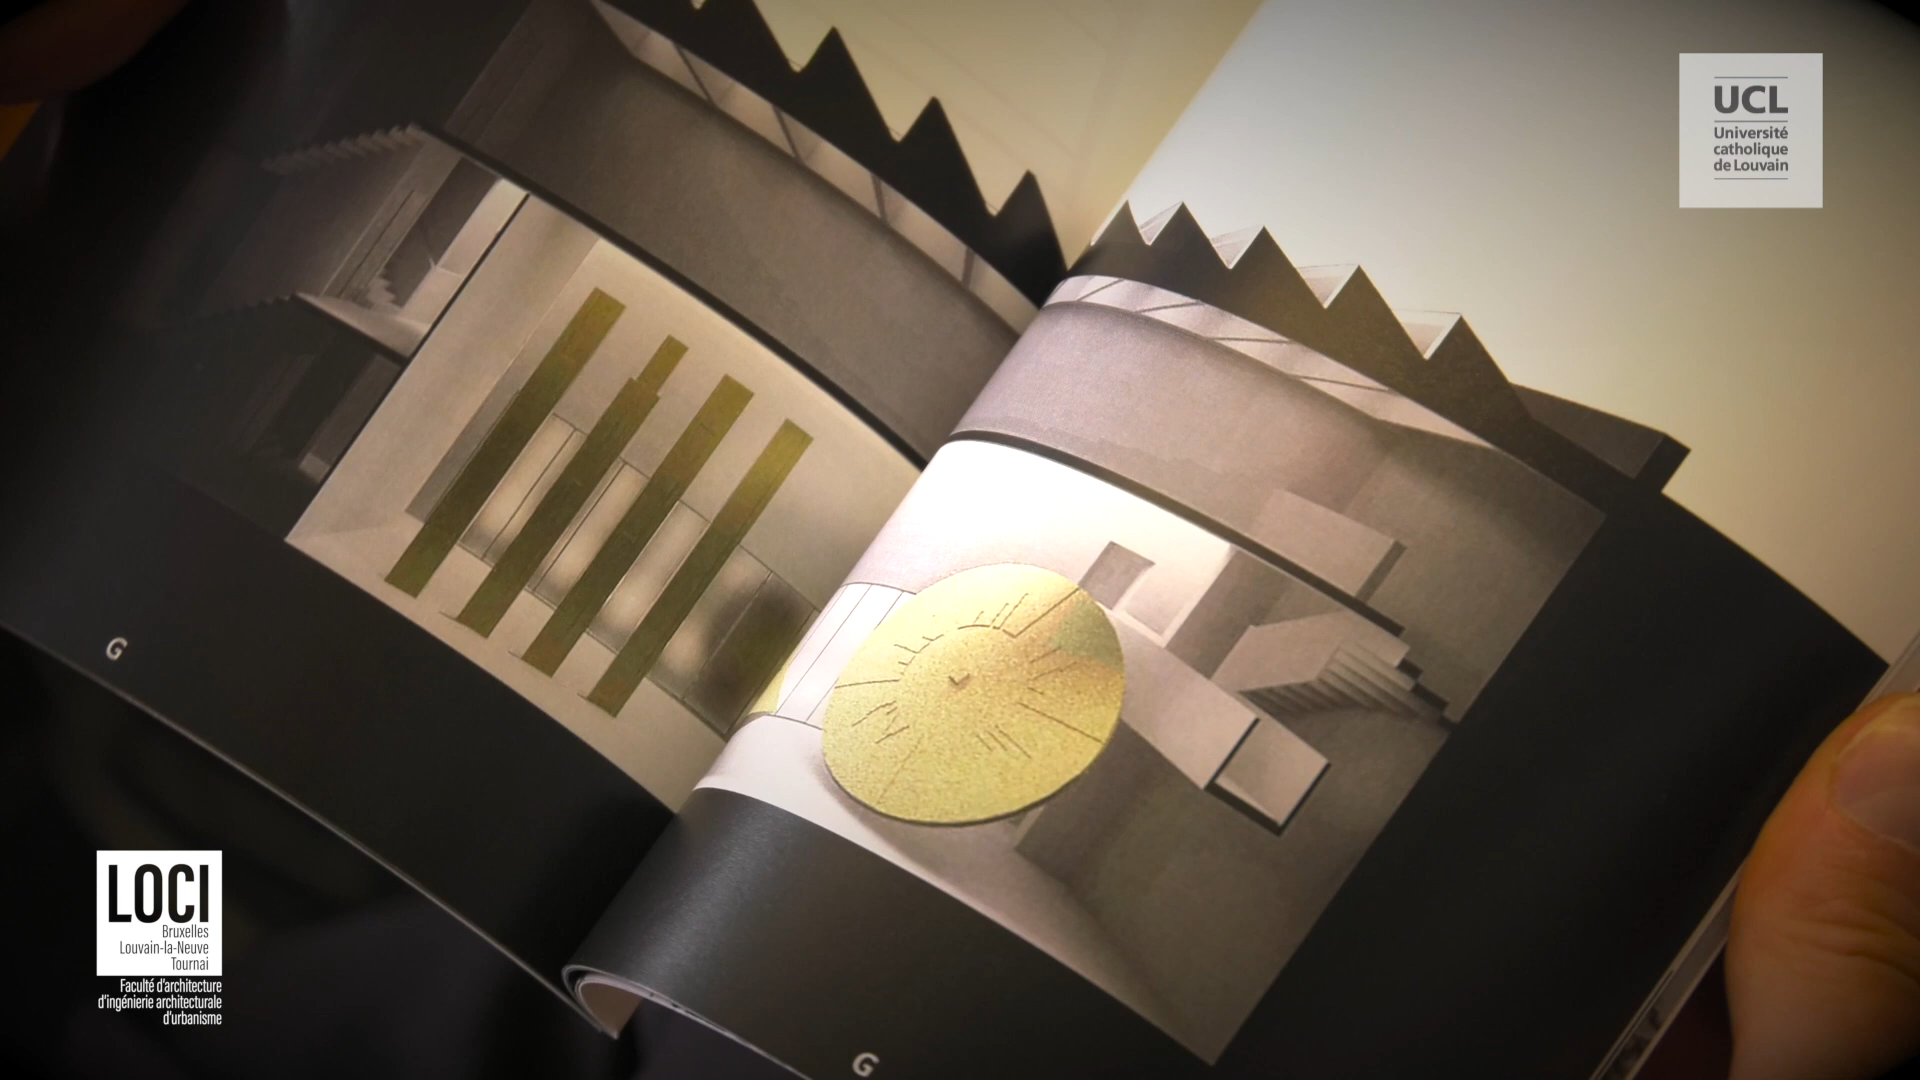 UCL
Université
catholique
de Louvain
G
LOCI
Bruxelles
Louvain-la-Neuve
Tournai
Faculté d'architecture
d'ingénierie architecturale
d'urbanisme
G